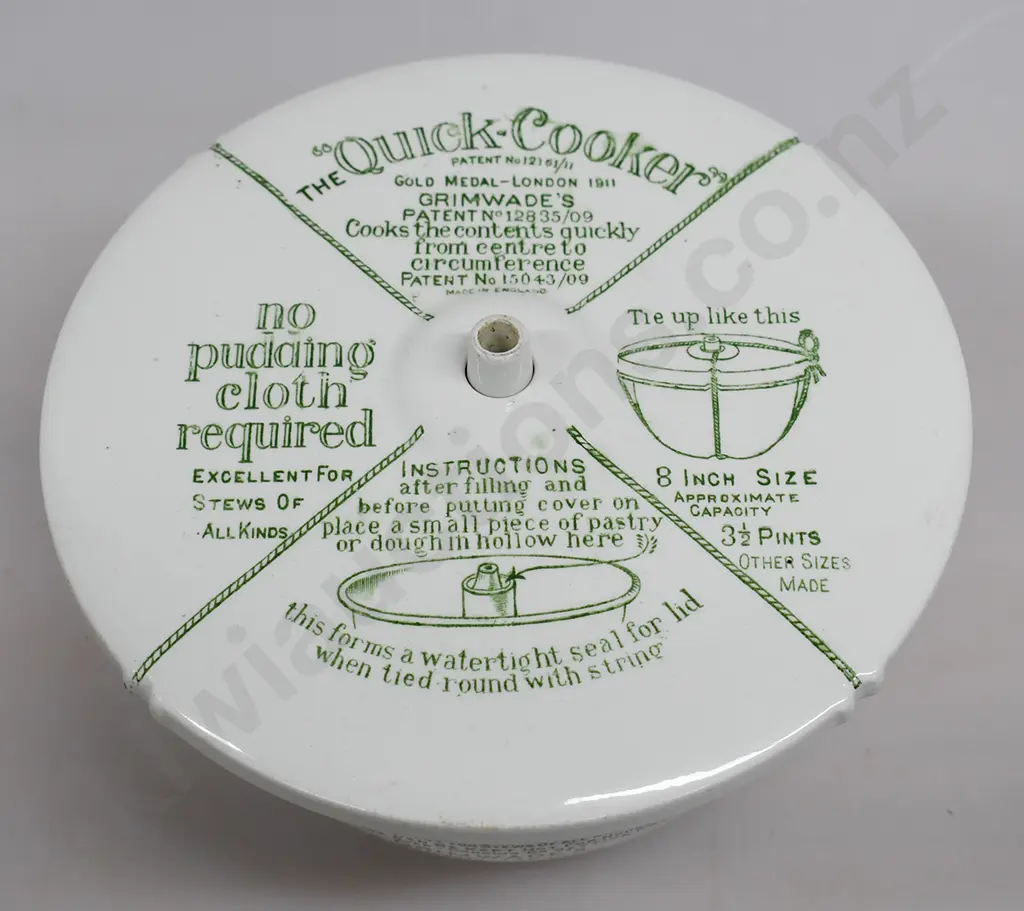 THE "Quick-Cooker"
PATENT No 12161/11
GOLD MEDAL-LONDON 1911
GRIMWADE'S
PATENT No 12835/09
Cooks the contents quickly
from centre to
circumference
PATENT No 15043/09
MADE IN ENGLAND
no
pudding
cloth
required
EXCELLENT FOR
STEWS OF
ALL KINDS
Tie up like this
8 INCH SIZE
APPROXIMATE
CAPACITY
3½ PINTS
OTHER SIZES
MADE
INSTRUCTIONS
after filling and
before putting cover on
place a small piece of pastry
or dough in hollow here
this forms a watertight seal for lid
when tied round with string